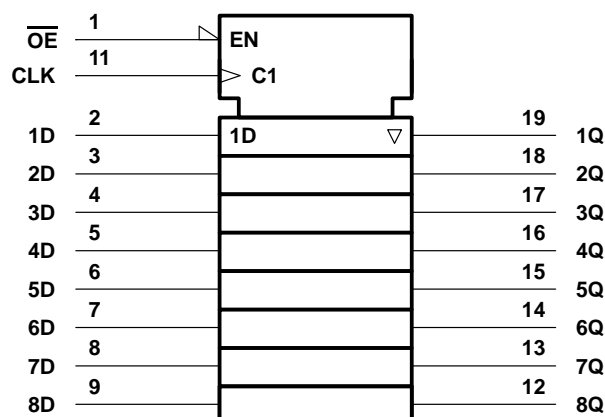 OE 1 EN
CLK 11 C1
1D 2 1D 19 1Q
2D 3 18 2Q
3D 4 17 3Q
4D 5 16 4Q
5D 6 15 5Q
6D 7 14 6Q
7D 8 13 7Q
8D 9 12 8Q